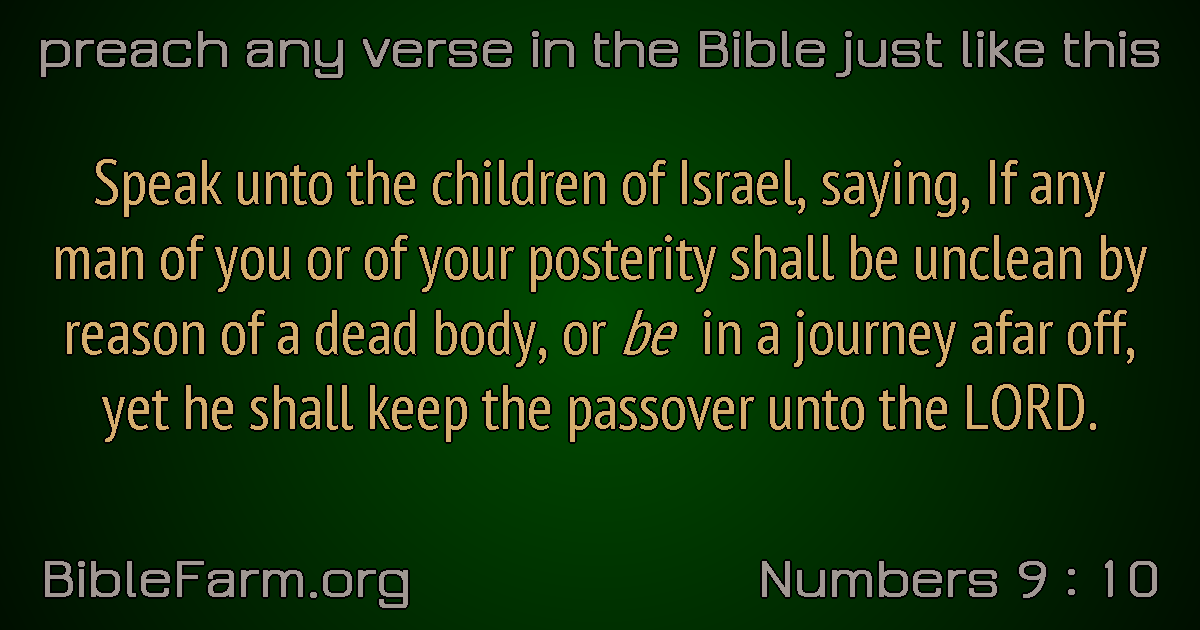 preach any verse in the Bible just like this
Speak unto the children of Israel, saying, If any
man of you or of your posterity shall be unclean by
reason of a dead body, or be in a journey afar off,
yet he shall keep the passover unto the LORD.
BibleFarm.org
Numbers 9 : 10